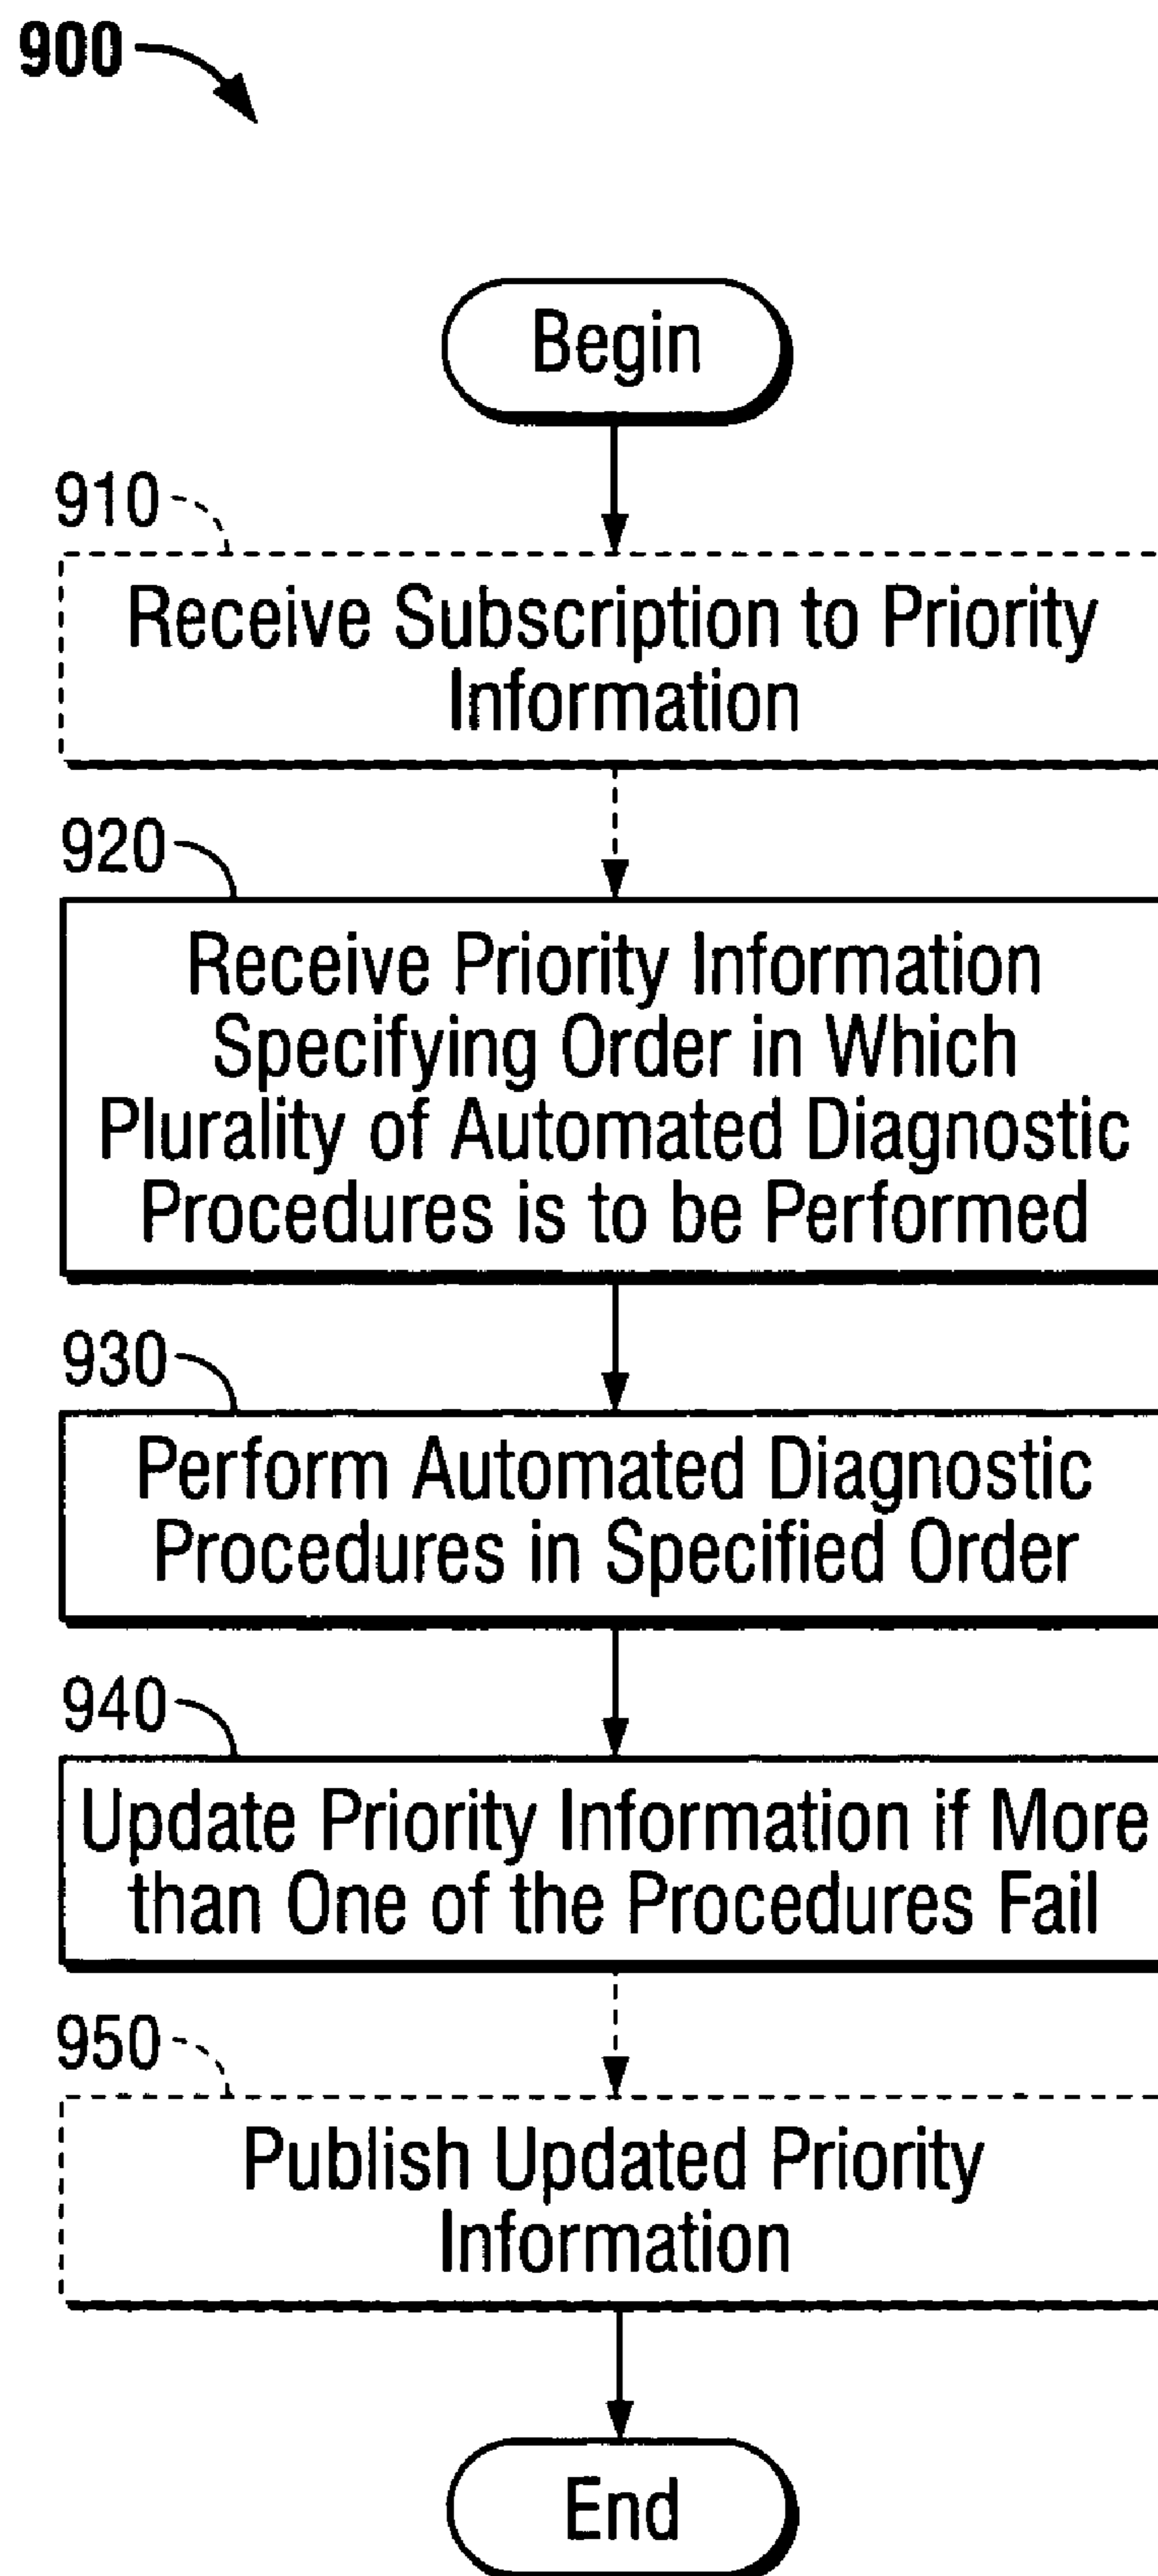 900
Begin
910
Receive Subscription to Priority
Information
920
Receive Priority Information
Specifying Order in Which
Plurality of Automated Diagnostic
Procedures is to be Performed
930
Perform Automated Diagnostic
Procedures in Specified Order
940
Update Priority Information if More
than One of the Procedures Fail
950
Publish Updated Priority
Information
End